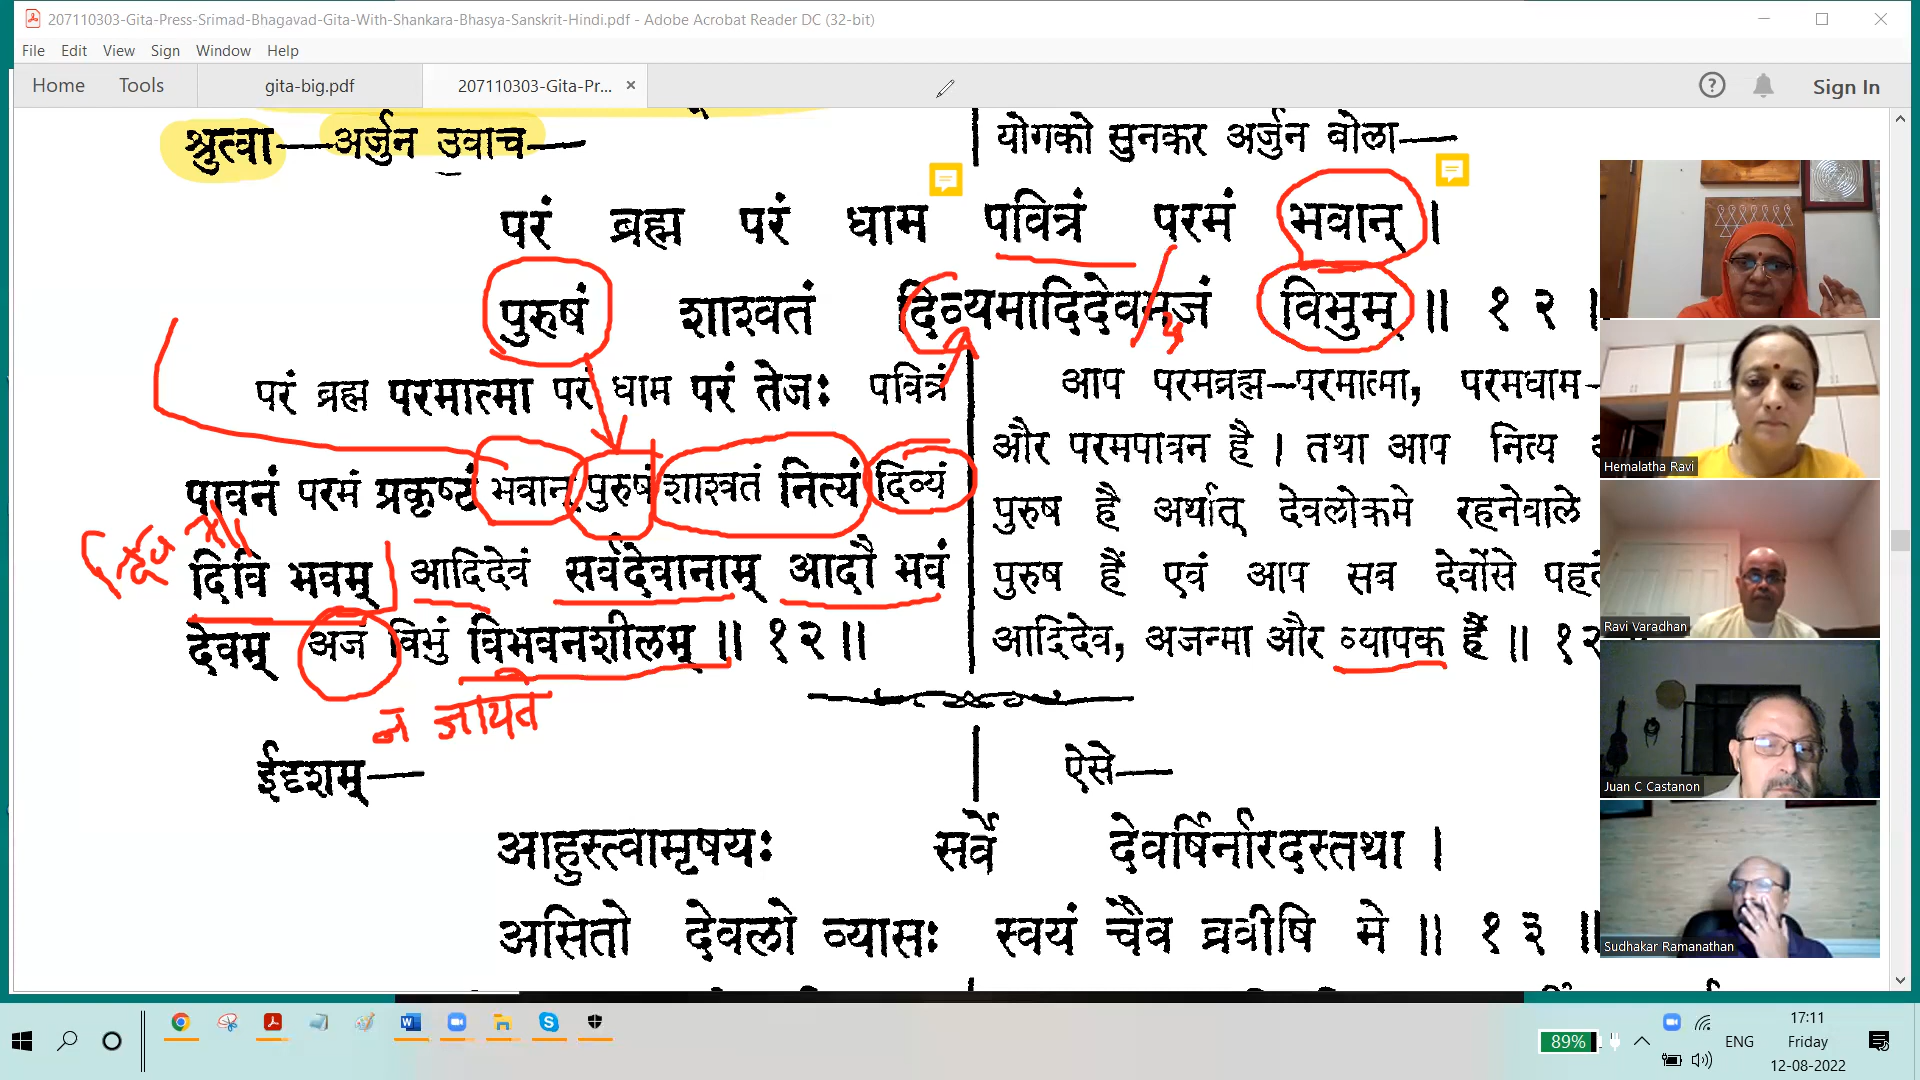 207110303-Gita-Press-Srimad-Bhagavad-Gita-With-Shankara-Bhasya-Sanskrit-Hindi.pdf - Adobe Acrobat Reader DC (32-bit)
File Edit View Sign Window Help
Home Tools gita-big.pdf 207110303-Gita-Pr... × Sign In
श्रुत्वा—अर्जुन उवाच—
योगको सुनकर अर्जुन बोला—
परं ब्रह्म परं धाम पवित्रं परमं भवान् ।
पुरुषं शाश्वतं दिव्यमादिदेवमजं विभुम् ॥ १२ ॥
परं ब्रह्म परमात्मा परं धाम परं तेजः पवित्रं
पावनं परमं प्रकृष्टं भवान् पुरुषं शाश्वतं नित्यं दिव्यं
दिवि भवम् आदिदेवं सर्वदेवानाम् आदौ भवं
देवम् अजं विभुं विभवनशीलम् ॥ १२ ॥
न जायते
आप परमब्रह्म—परमात्मा, परमधाम—
और परमपात्रन है । तथा आप नित्य
पुरुष है अर्थात् देवलोकमे रहनेवाले
पुरुष हैं एवं आप सब देवोंसे पहले
आदिदेव, अजन्मा और व्यापक हैं ॥ १२
ईदृशम्—
ऐसे—
आहुस्त्वामृषयः सर्वे देवर्षिर्नारदस्तथा ।
असितो देवलो व्यासः स्वयं चैव ब्रवीषि मे ॥ १३ ॥
Hemalatha Ravi
Ravi Varadhan
Juan C Castanon
Sudhakar Ramanathan
89%
ENG
17:11
Friday
12-08-2022